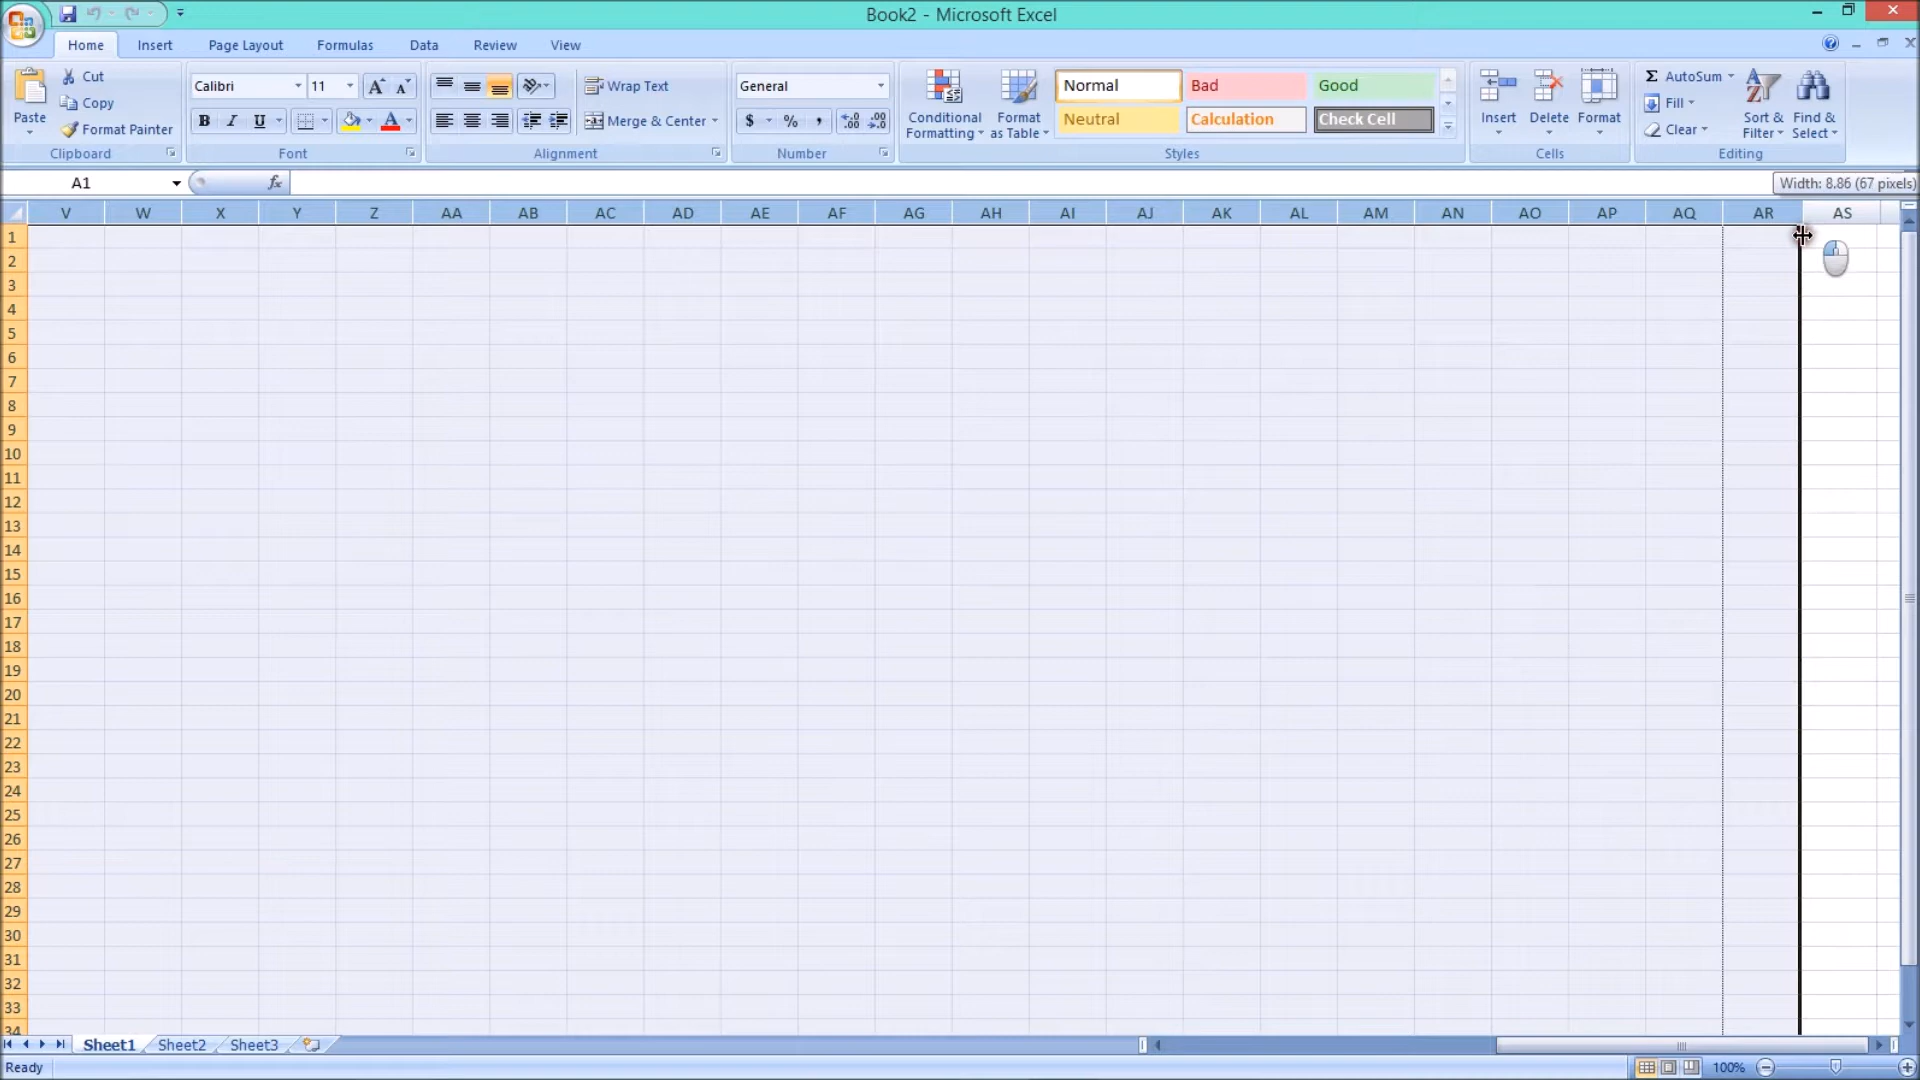 Book2 - Microsoft Excel
Home Insert Page Layout Formulas Data Review View
Paste
Cut
Copy
Format Painter
Clipboard
Calibri 11 A A
B I U A
Font
Wrap Text
Merge & Center
Alignment
General
$ % , .0 .00 .00 .0
Number
Conditional Formatting
Format as Table
Normal Bad Good
Neutral Calculation Check Cell
Styles
Insert Delete Format
Cells
Σ AutoSum
Fill
Clear
Sort & Filter
Find & Select
Editing
A1 fx
Width: 8.86 (67 pixels)
V W X Y Z AA AB AC AD AE AF AG AH AI AJ AK AL AM AN AO AP AQ AR AS
1
2
3
4
5
6
7
8
9
10
11
12
13
14
15
16
17
18
19
20
21
22
23
24
25
26
27
28
29
30
31
32
33
34
Sheet1 Sheet2 Sheet3
Ready 100%